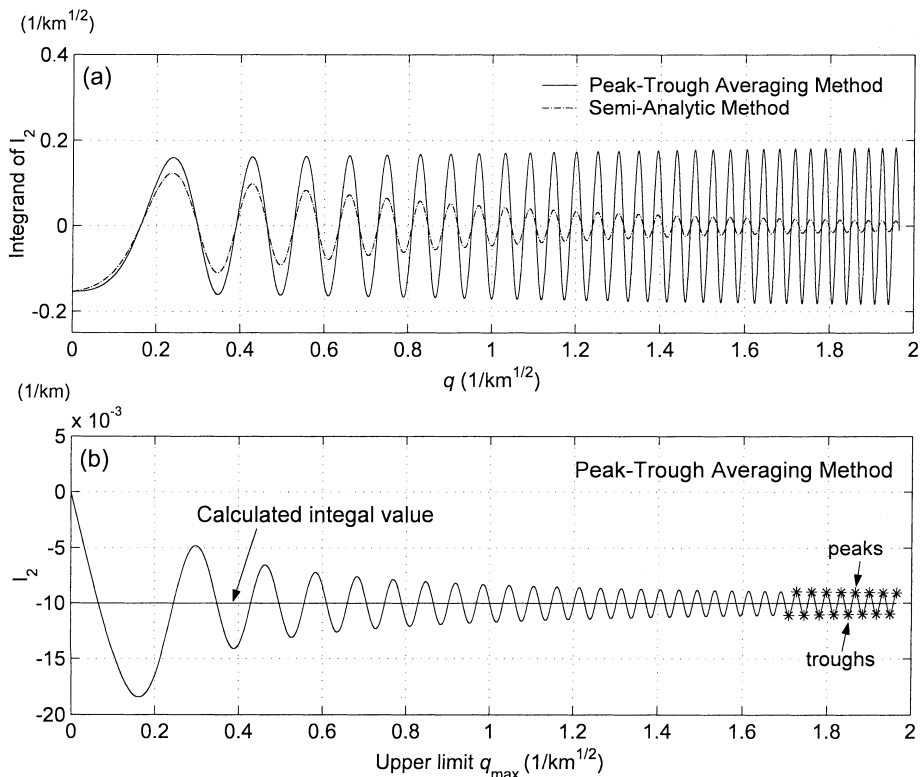 (1/km^1/2)
0.4
(a)
Peak-Trough Averaging Method
Semi-Analytic Method
0.2
0
-0.2
Integrand of I_2
0 0.2 0.4 0.6 0.8 1 1.2 1.4 1.6 1.8 2
q (1/km^1/2)
(1/km)
x 10^-3
5
(b)
Peak-Trough Averaging Method
0
Calculated integal value
-5
peaks
I_2
-10
troughs
-15
-20
0 0.2 0.4 0.6 0.8 1 1.2 1.4 1.6 1.8 2
Upper limit q_max (1/km^1/2)